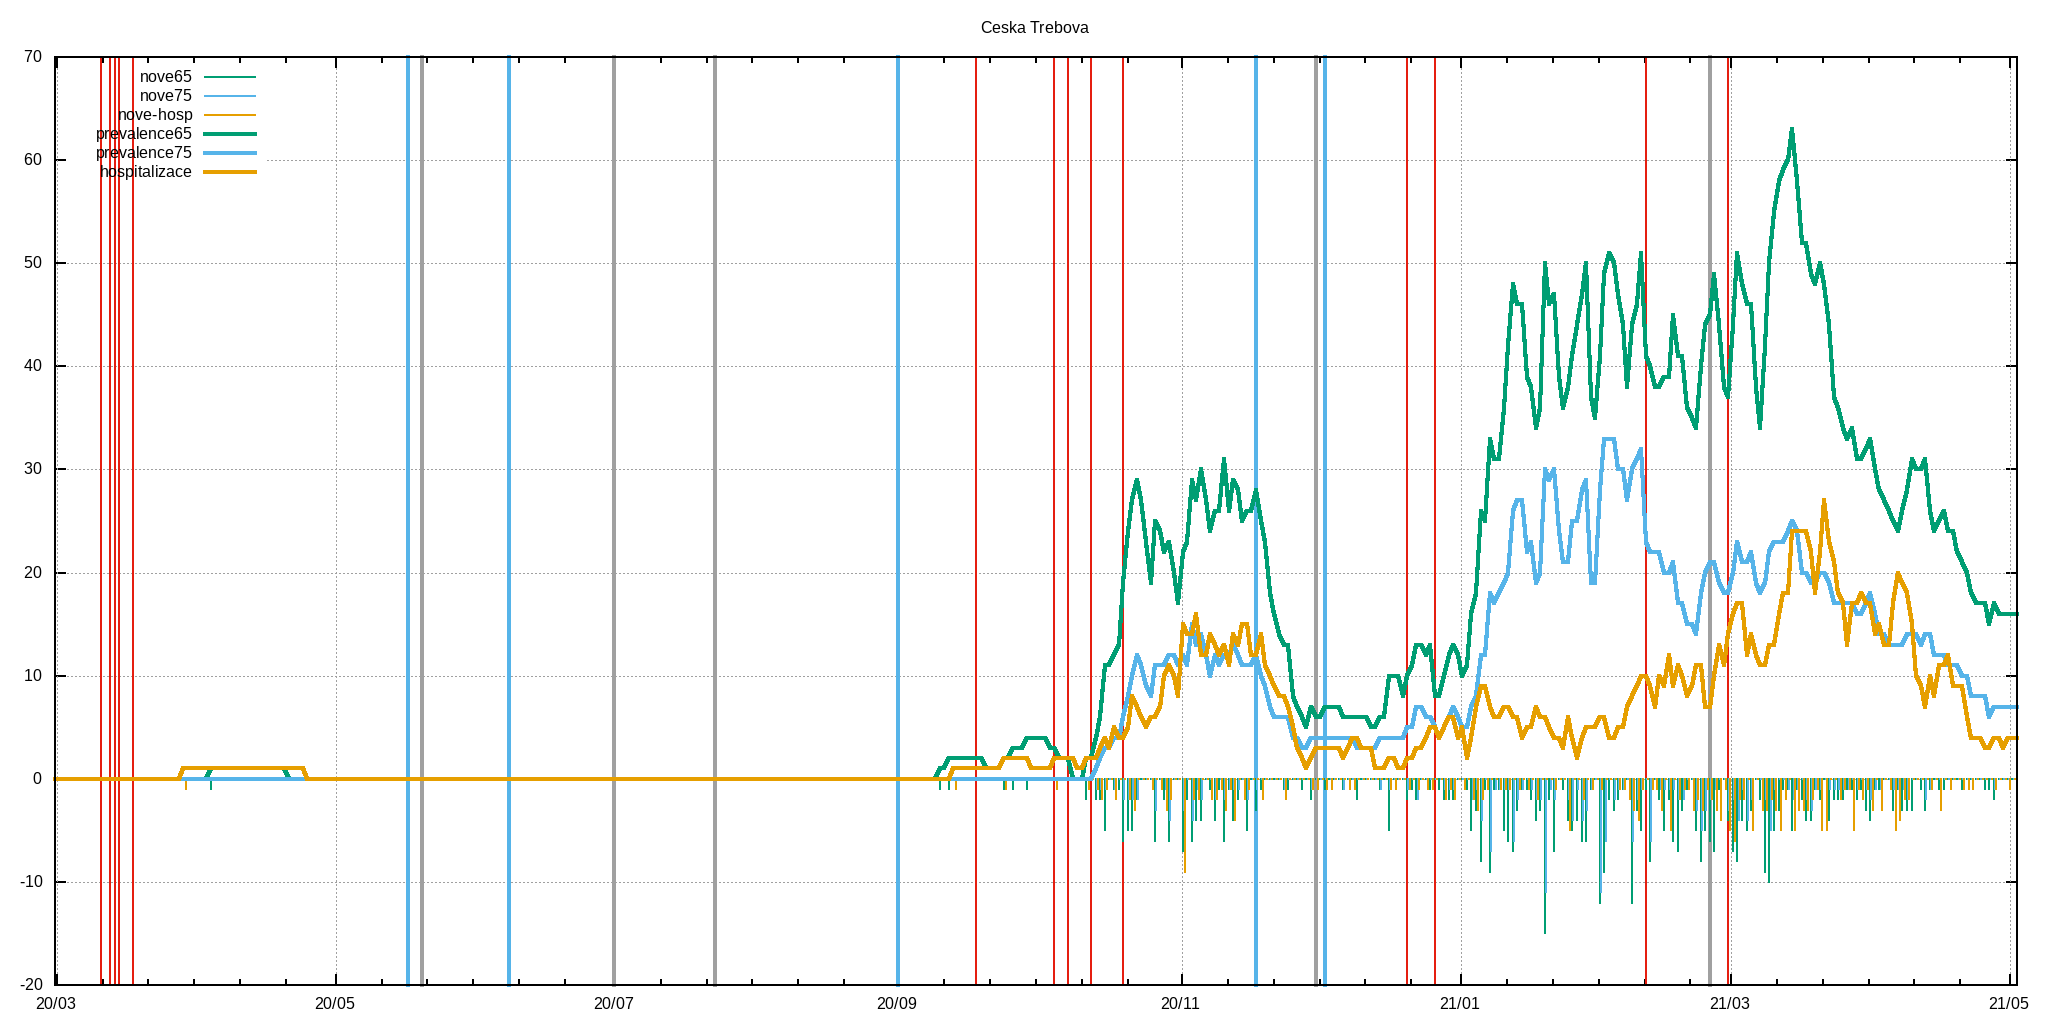 Ceska Trebova
70
60
50
40
30
20
10
0
-10
-20
nove65
nove75
nove-hosp
prevalence65
prevalence75
hospitalizace
20/03 20/05 20/07 20/09 20/11 21/01 21/03 21/05